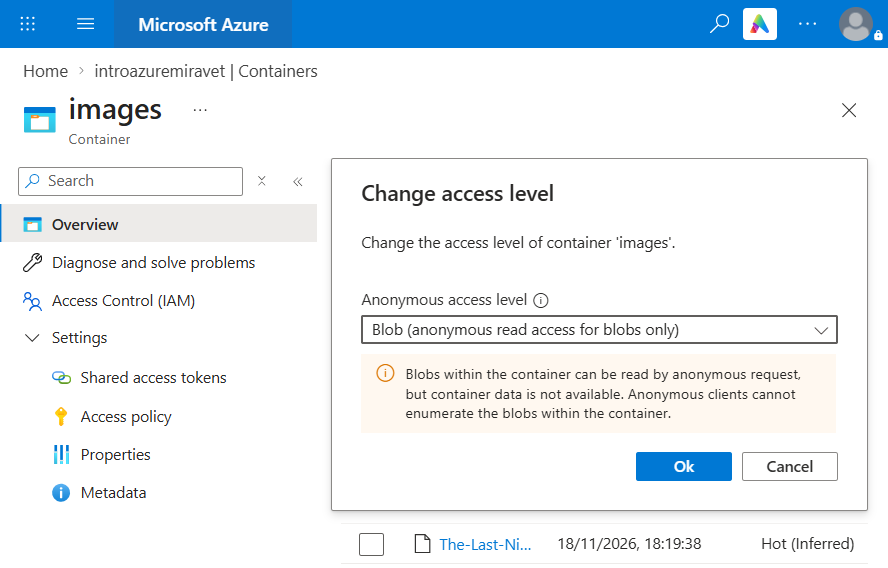 Microsoft Azure
Home > introazuremiravet | Containers
images ...
Container
Search
Overview
Diagnose and solve problems
Access Control (IAM)
Settings
Shared access tokens
Access policy
Properties
Metadata
Change access level
Change the access level of container 'images'.
Anonymous access level
Blob (anonymous read access for blobs only)
Blobs within the container can be read by anonymous request,
but container data is not available. Anonymous clients cannot
enumerate the blobs within the container.
Ok Cancel
The-Last-Ni... 18/11/2026, 18:19:38 Hot (Inferred)